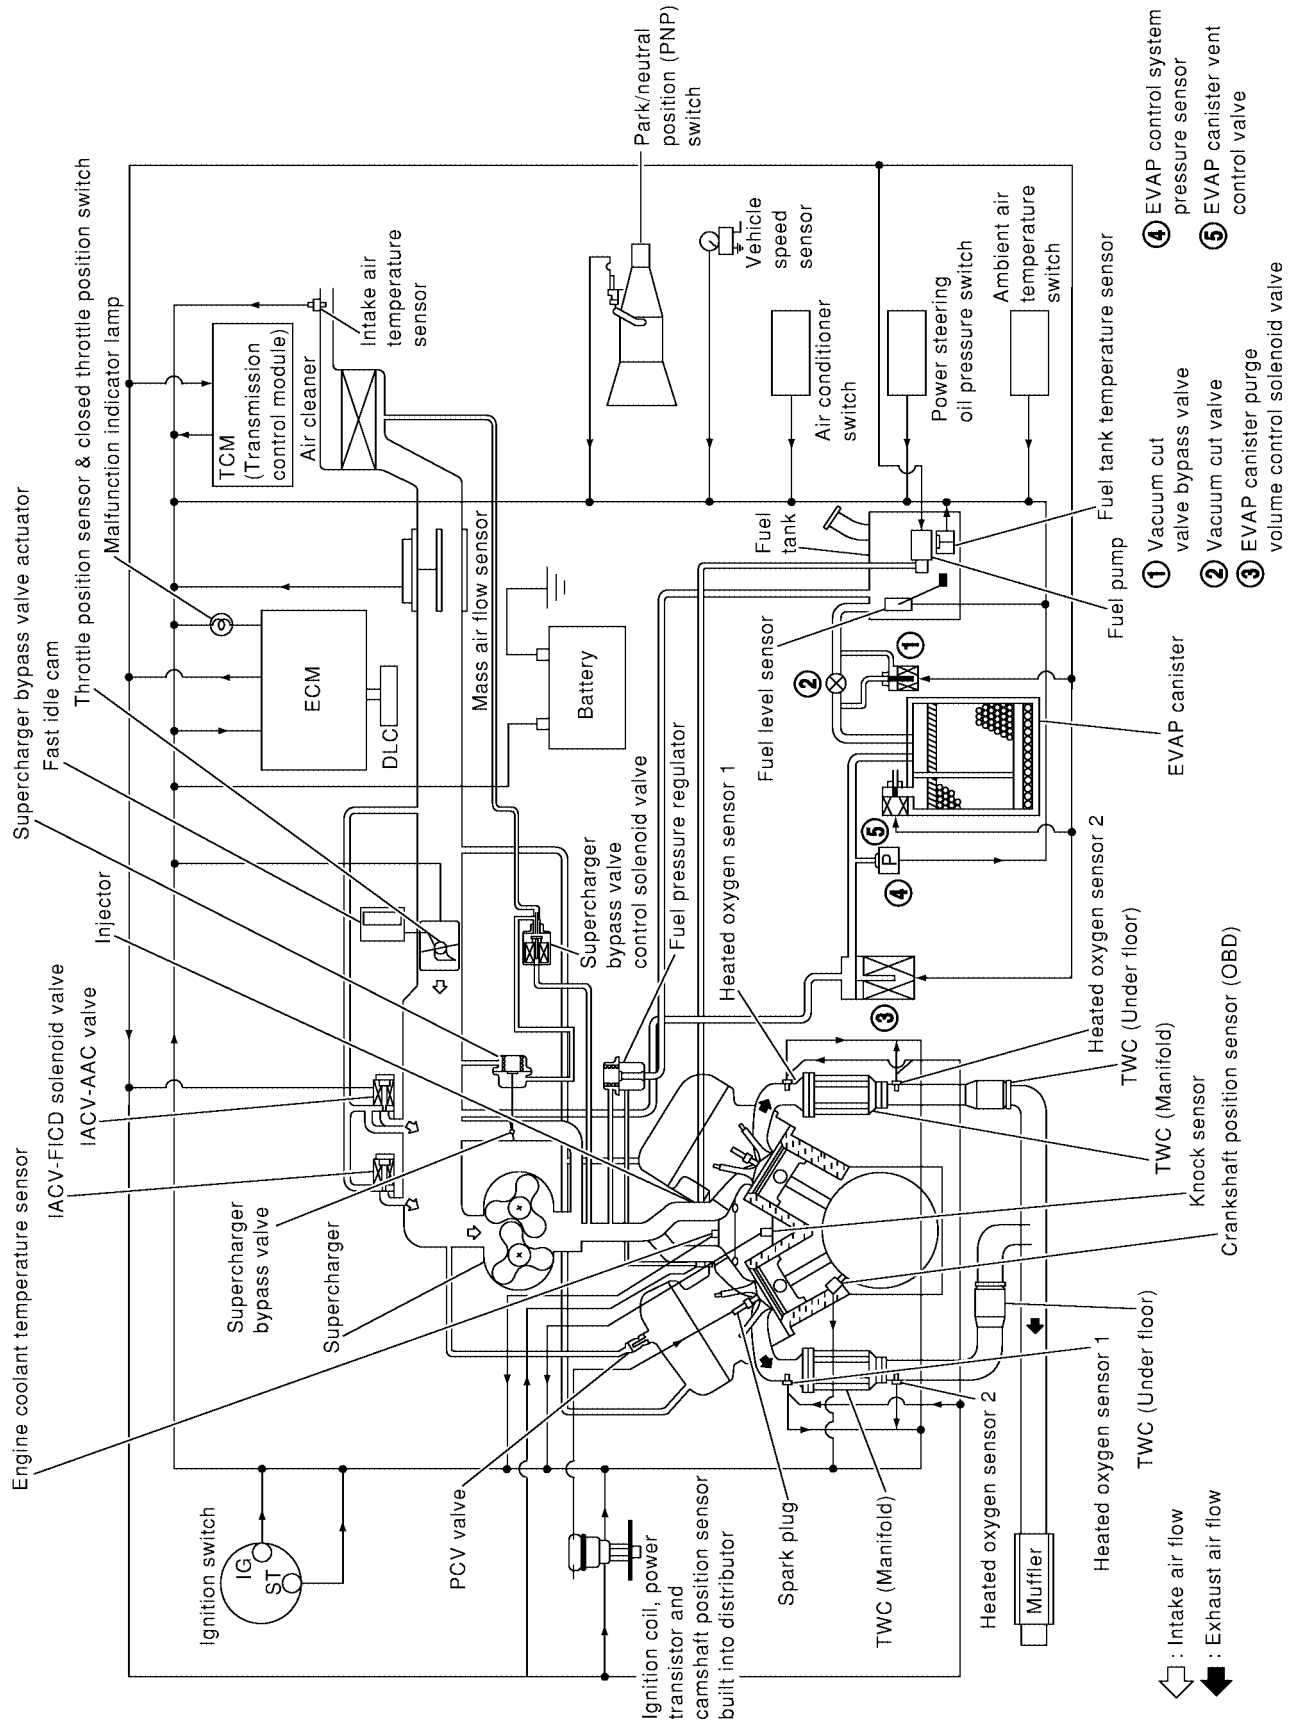 Engine coolant temperature sensor
IACV-FICD solenoid valve
IACV-AAC valve
Injector
Supercharger bypass valve actuator
Fast idle cam
Throttle position sensor & closed throttle position switch
Malfunction indicator lamp
Ignition switch
IG
ST
ECM
DLC
TCM
(Transmission
control module)
Air cleaner
Intake air
temperature
sensor
Mass air flow sensor
Battery
Supercharger
bypass valve
Supercharger
Supercharger
bypass valve
control solenoid valve
Fuel pressure regulator
Heated oxygen sensor 1
Park/neutral
position (PNP)
switch
Vehicle
speed
sensor
Air conditioner
switch
Power steering
oil pressure switch
Ambient air
temperature
switch
Fuel
tank
Fuel level sensor
Fuel pump
Fuel tank temperature sensor
1
2
3
4
5
P
EVAP canister
PCV valve
Ignition coil, power
transistor and
camshaft position sensor
built into distributor
Spark plug
TWC (Manifold)
Heated oxygen sensor 2
Heated oxygen sensor 1
TWC (Under floor)
Muffler
Heated oxygen sensor 2
TWC (Under floor)
TWC (Manifold)
Knock sensor
Crankshaft position sensor (OBD)
: Intake air flow
: Exhaust air flow
1 Vacuum cut
valve bypass valve
2 Vacuum cut valve
3 EVAP canister purge
volume control solenoid valve
4 EVAP control system
pressure sensor
5 EVAP canister vent
control valve